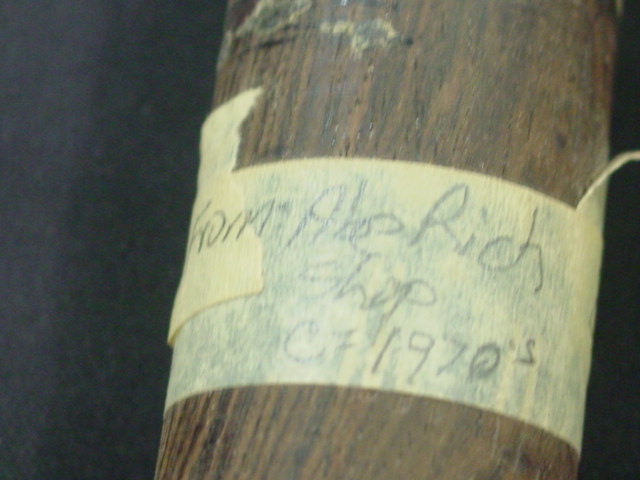 From Abe Rich
Shop
C= 1970's